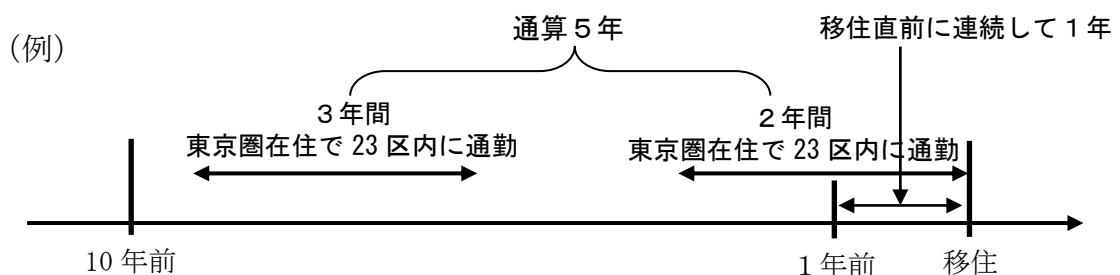 (例)
通算５年
移住直前に連続して１年
３年間
東京圏在住で 23 区内に通勤
２年間
東京圏在住で 23 区内に通勤
10 年前
１年前
移住